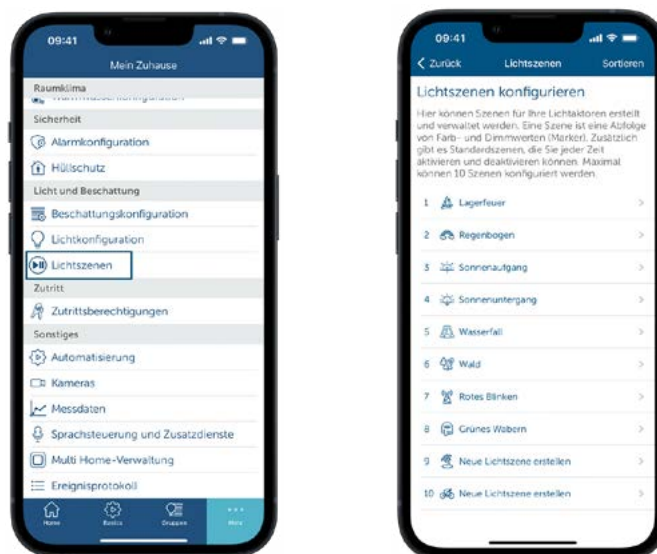 09:41
Mein Zuhause
Raumklima
Warmwasserkonfiguration
Sicherheit
Alarmkonfiguration
Hüllschutz
Licht und Beschattung
Beschattungskonfiguration
Lichtkonfiguration
Lichtszenen
Zutritt
Zutrittsberechtigungen
Sonstiges
Automatisierung
Kameras
Messdaten
Sprachsteuerung und Zusatzdienste
Multi Home-Verwaltung
Ereignisprotokoll
Home
Basics
Gruppen
Mehr
09:41
Zurück Lichtszenen Sortieren
Lichtszenen konfigurieren
Hier können Szenen für Ihre Lichtaktoren erstellt
und verwaltet werden. Eine Szene ist eine Abfolge
von Farb- und Dimmwerten (Marker). Zusätzlich
gibt es Standardszenen, die Sie jeder Zeit
aktivieren und deaktivieren können. Maximal
können 10 Szenen konfiguriert werden.
1 Lagerfeuer
2 Regenbogen
3 Sonnenaufgang
4 Sonnenuntergang
5 Wasserfall
6 Wald
7 Rotes Blinken
8 Grünes Wabern
9 Neue Lichtszene erstellen
10 Neue Lichtszene erstellen